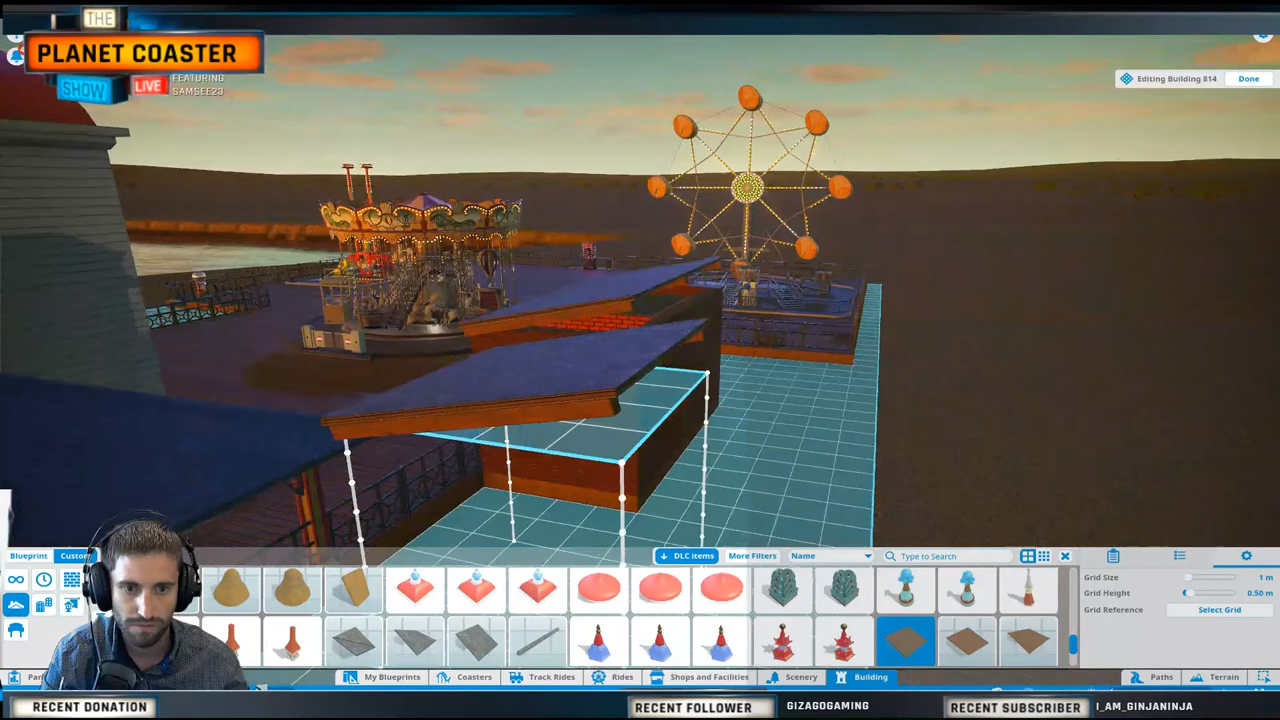 THE
PLANET COASTER
SHOW
LIVE
FEATURING
SAMSEE23
Editing Building 814
Done
Blueprint
Custom
DLC items
More Filters
Name
Type to Search
Grid Size
1 m
Grid Height
0.50 m
Grid Reference
Select Grid
My Blueprints
Coasters
Track Rides
Rides
Shops and Facilities
Scenery
Building
Paths
Terrain
RECENT DONATION
RECENT FOLLOWER
GIZAGOGAMING
RECENT SUBSCRIBER
I_AM_GINJANINJA